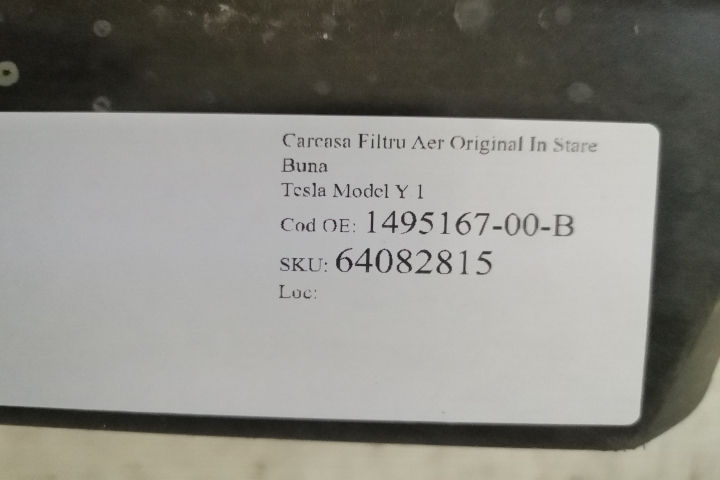 Carcasa Filtru Aer Original In Stare
Buna
Tesla Model Y 1
Cod OE: 1495167-00-B
SKU: 64082815
Loc: